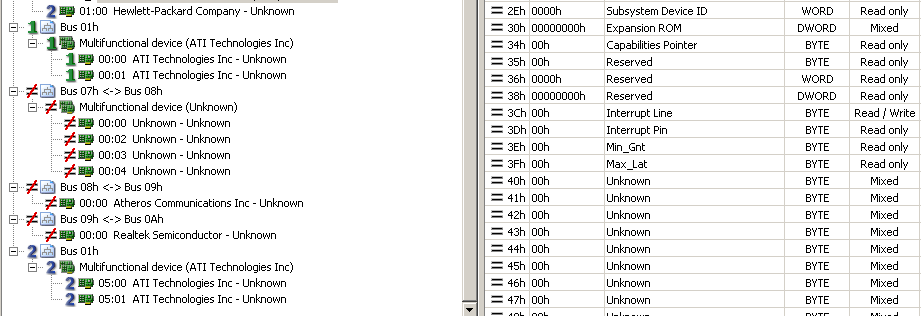 2 01:00 Hewlett-Packard Company - Unknown
1 Bus 01h
1 Multifunctional device (ATI Technologies Inc)
1 00:00 ATI Technologies Inc - Unknown
1 00:01 ATI Technologies Inc - Unknown
≠ Bus 07h <-> Bus 08h
≠ Multifunctional device (Unknown)
≠ 00:00 Unknown - Unknown
≠ 00:02 Unknown - Unknown
≠ 00:03 Unknown - Unknown
≠ 00:04 Unknown - Unknown
≠ Bus 08h <-> Bus 09h
≠ 00:00 Atheros Communications Inc - Unknown
≠ Bus 09h <-> Bus 0Ah
≠ 00:00 Realtek Semiconductor - Unknown
2 Bus 01h
2 Multifunctional device (ATI Technologies Inc)
2 05:00 ATI Technologies Inc - Unknown
2 05:01 ATI Technologies Inc - Unknown
= 2Eh 0000h Subsystem Device ID WORD Read only
= 30h 00000000h Expansion ROM DWORD Mixed
= 34h 00h Capabilities Pointer BYTE Read only
= 35h 00h Reserved BYTE Read only
= 36h 0000h Reserved WORD Read only
= 38h 00000000h Reserved DWORD Read only
= 3Ch 00h Interrupt Line BYTE Read / Write
= 3Dh 00h Interrupt Pin BYTE Read only
= 3Eh 00h Min_Gnt BYTE Read only
= 3Fh 00h Max_Lat BYTE Read only
= 40h 00h Unknown BYTE Mixed
= 41h 00h Unknown BYTE Mixed
= 42h 00h Unknown BYTE Mixed
= 43h 00h Unknown BYTE Mixed
= 44h 00h Unknown BYTE Mixed
= 45h 00h Unknown BYTE Mixed
= 46h 00h Unknown BYTE Mixed
= 47h 00h Unknown BYTE Mixed